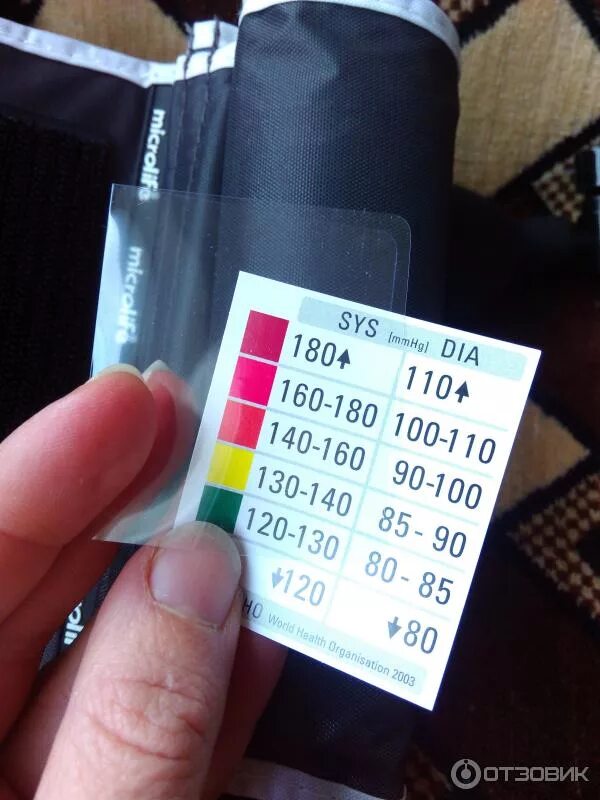 microlife
microlife
SYS [mmHg] DIA
180↑ 110↑
160-180 100-110
140-160 90-100
130-140 85-90
120-130 80-85
↓120 ↓80
HO World Health Organisation 2003
ОТЗОВИК